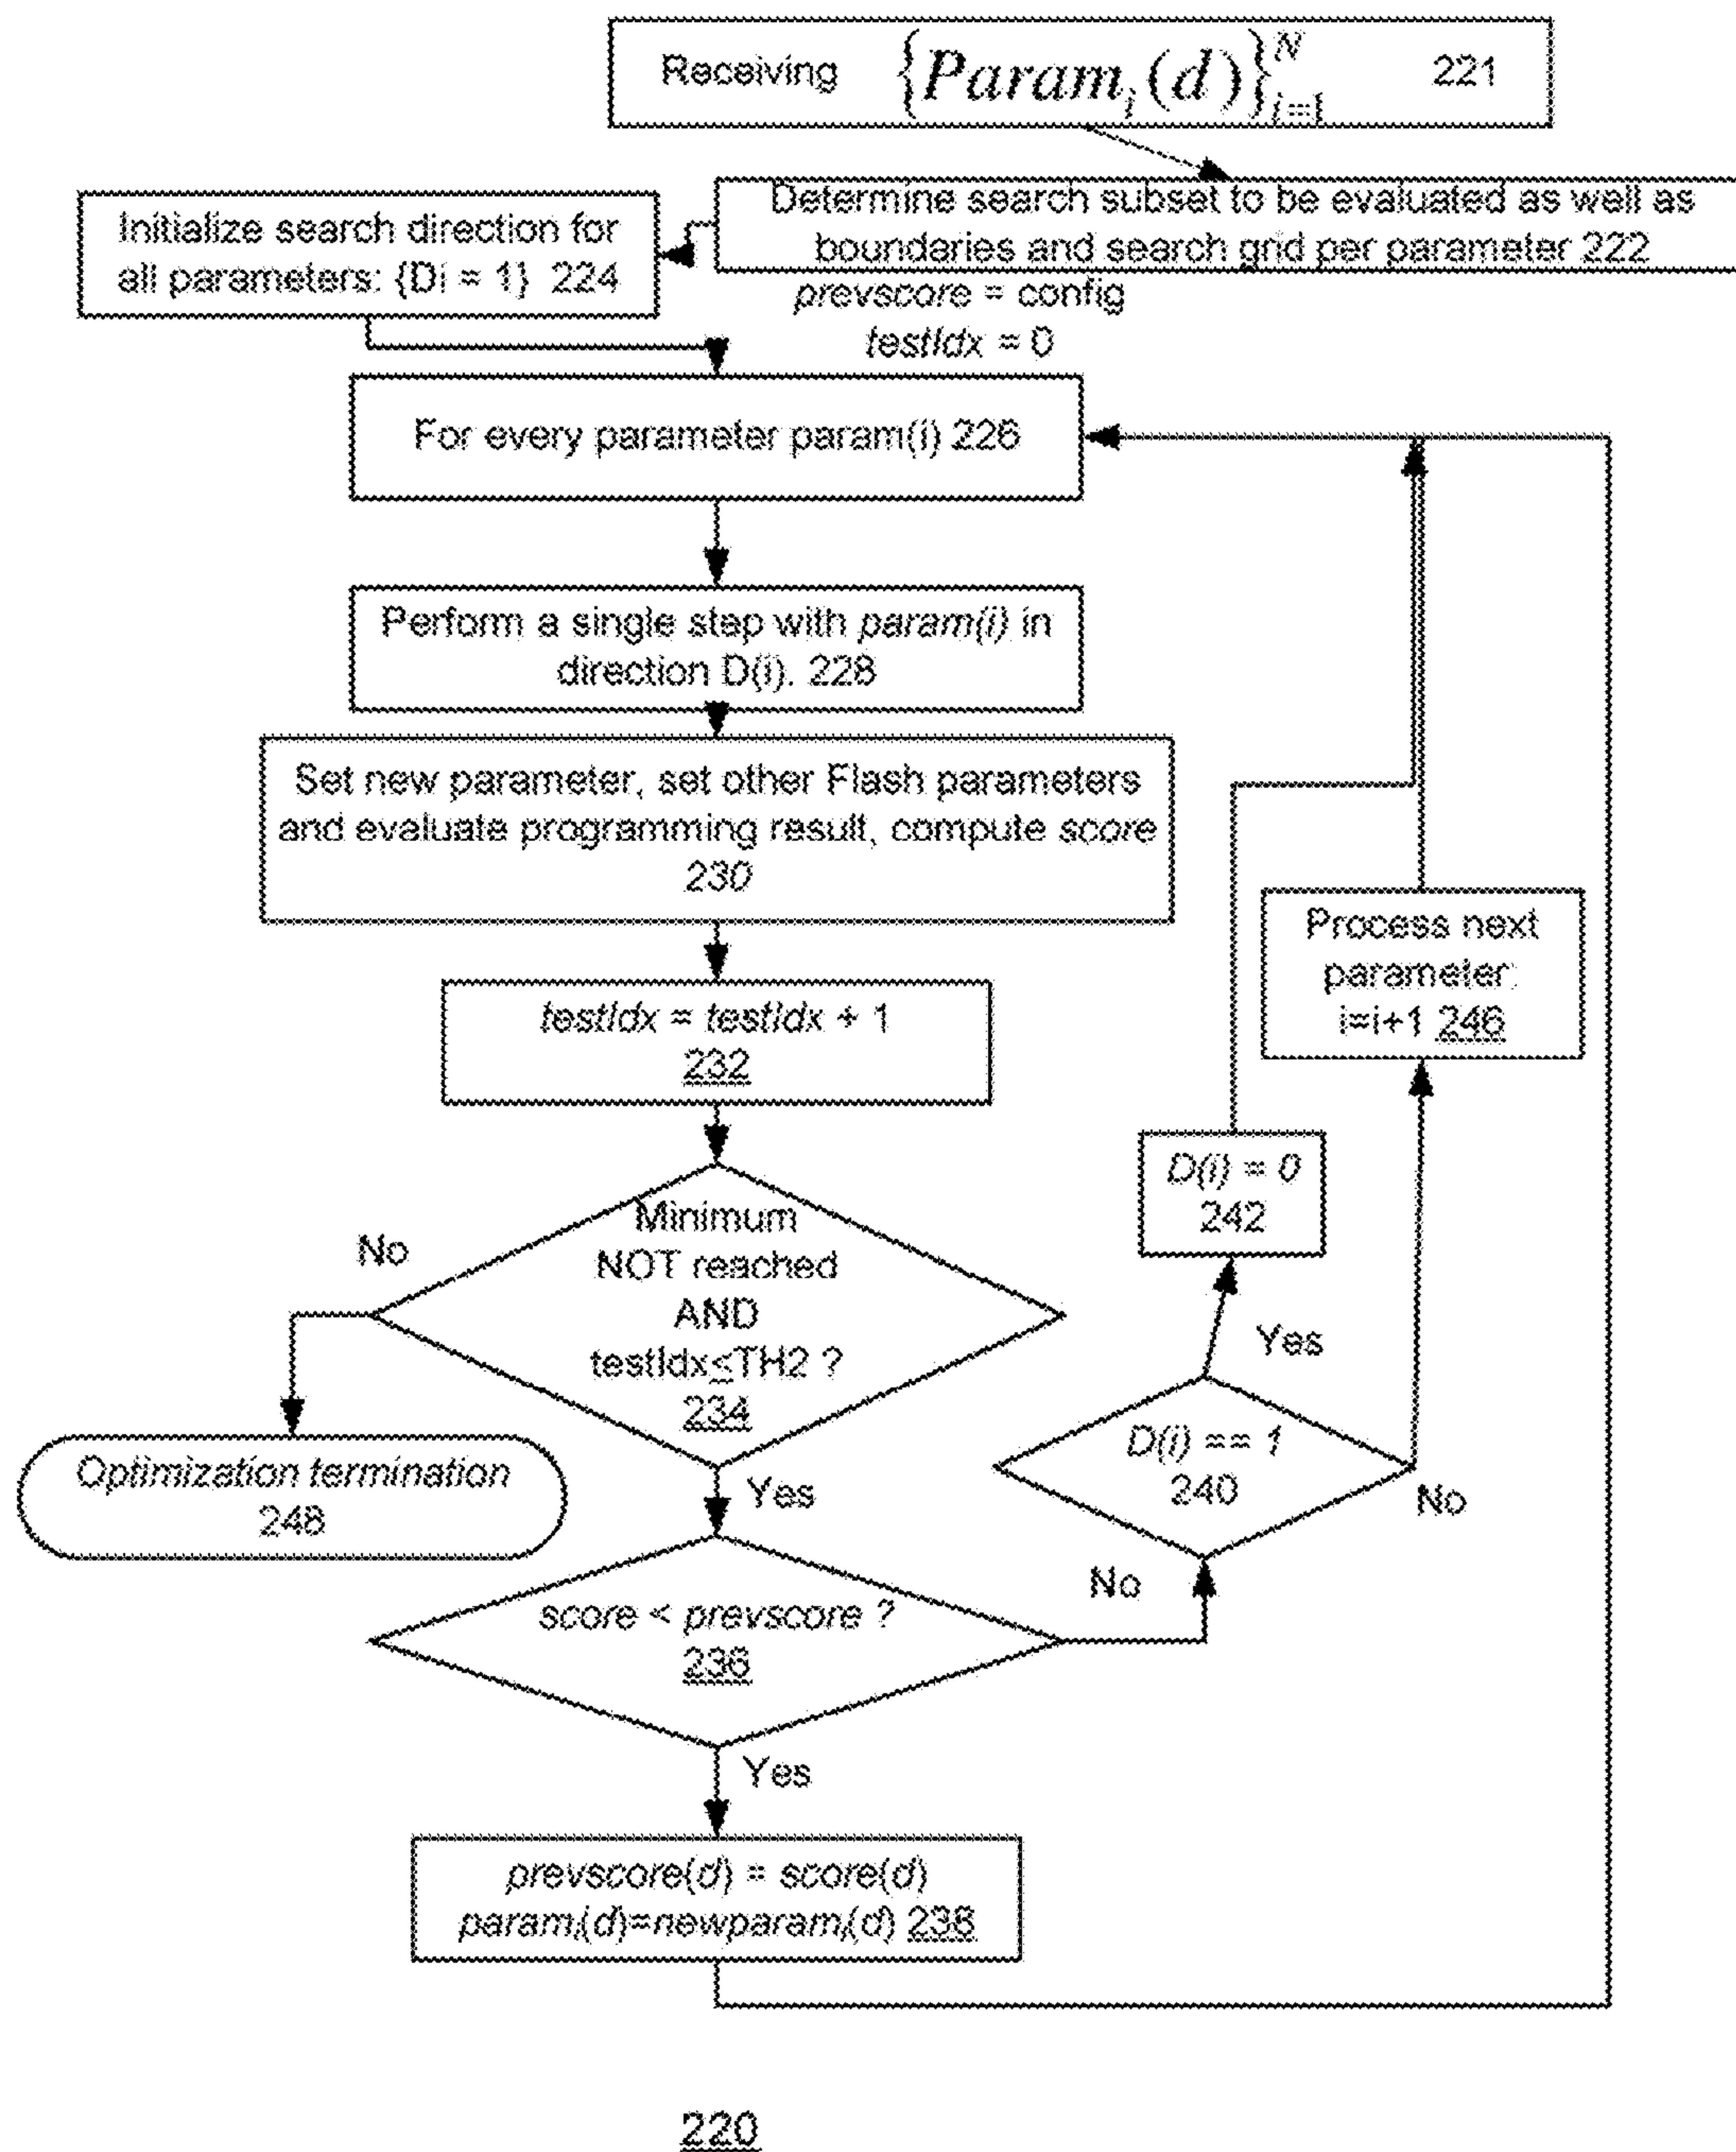 Receiving {Param_i(d)}_{i=1}^N 221
Determine search subset to be evaluated as well as
boundaries and search grid per parameter 222
Initialize search direction for
all parameters: {Di = 1} 224
prevscore = config
testIdx = 0
For every parameter param(i) 226
Perform a single step with param(i) in
direction D(i). 228
Set new parameter, set other Flash parameters
and evaluate programming result, compute score
230
testIdx = testIdx + 1
232
Minimum
NOT reached
AND
testIdx≤TH2 ?
234
No
Optimization termination
248
Yes
score < prevscore ?
236
No
D(i) == 1
240
Yes
D(i) = 0
242
No
Process next
parameter:
i=i+1 246
Yes
prevscore(d) = score(d)
param_i(d)=newparam_i(d) 238
220